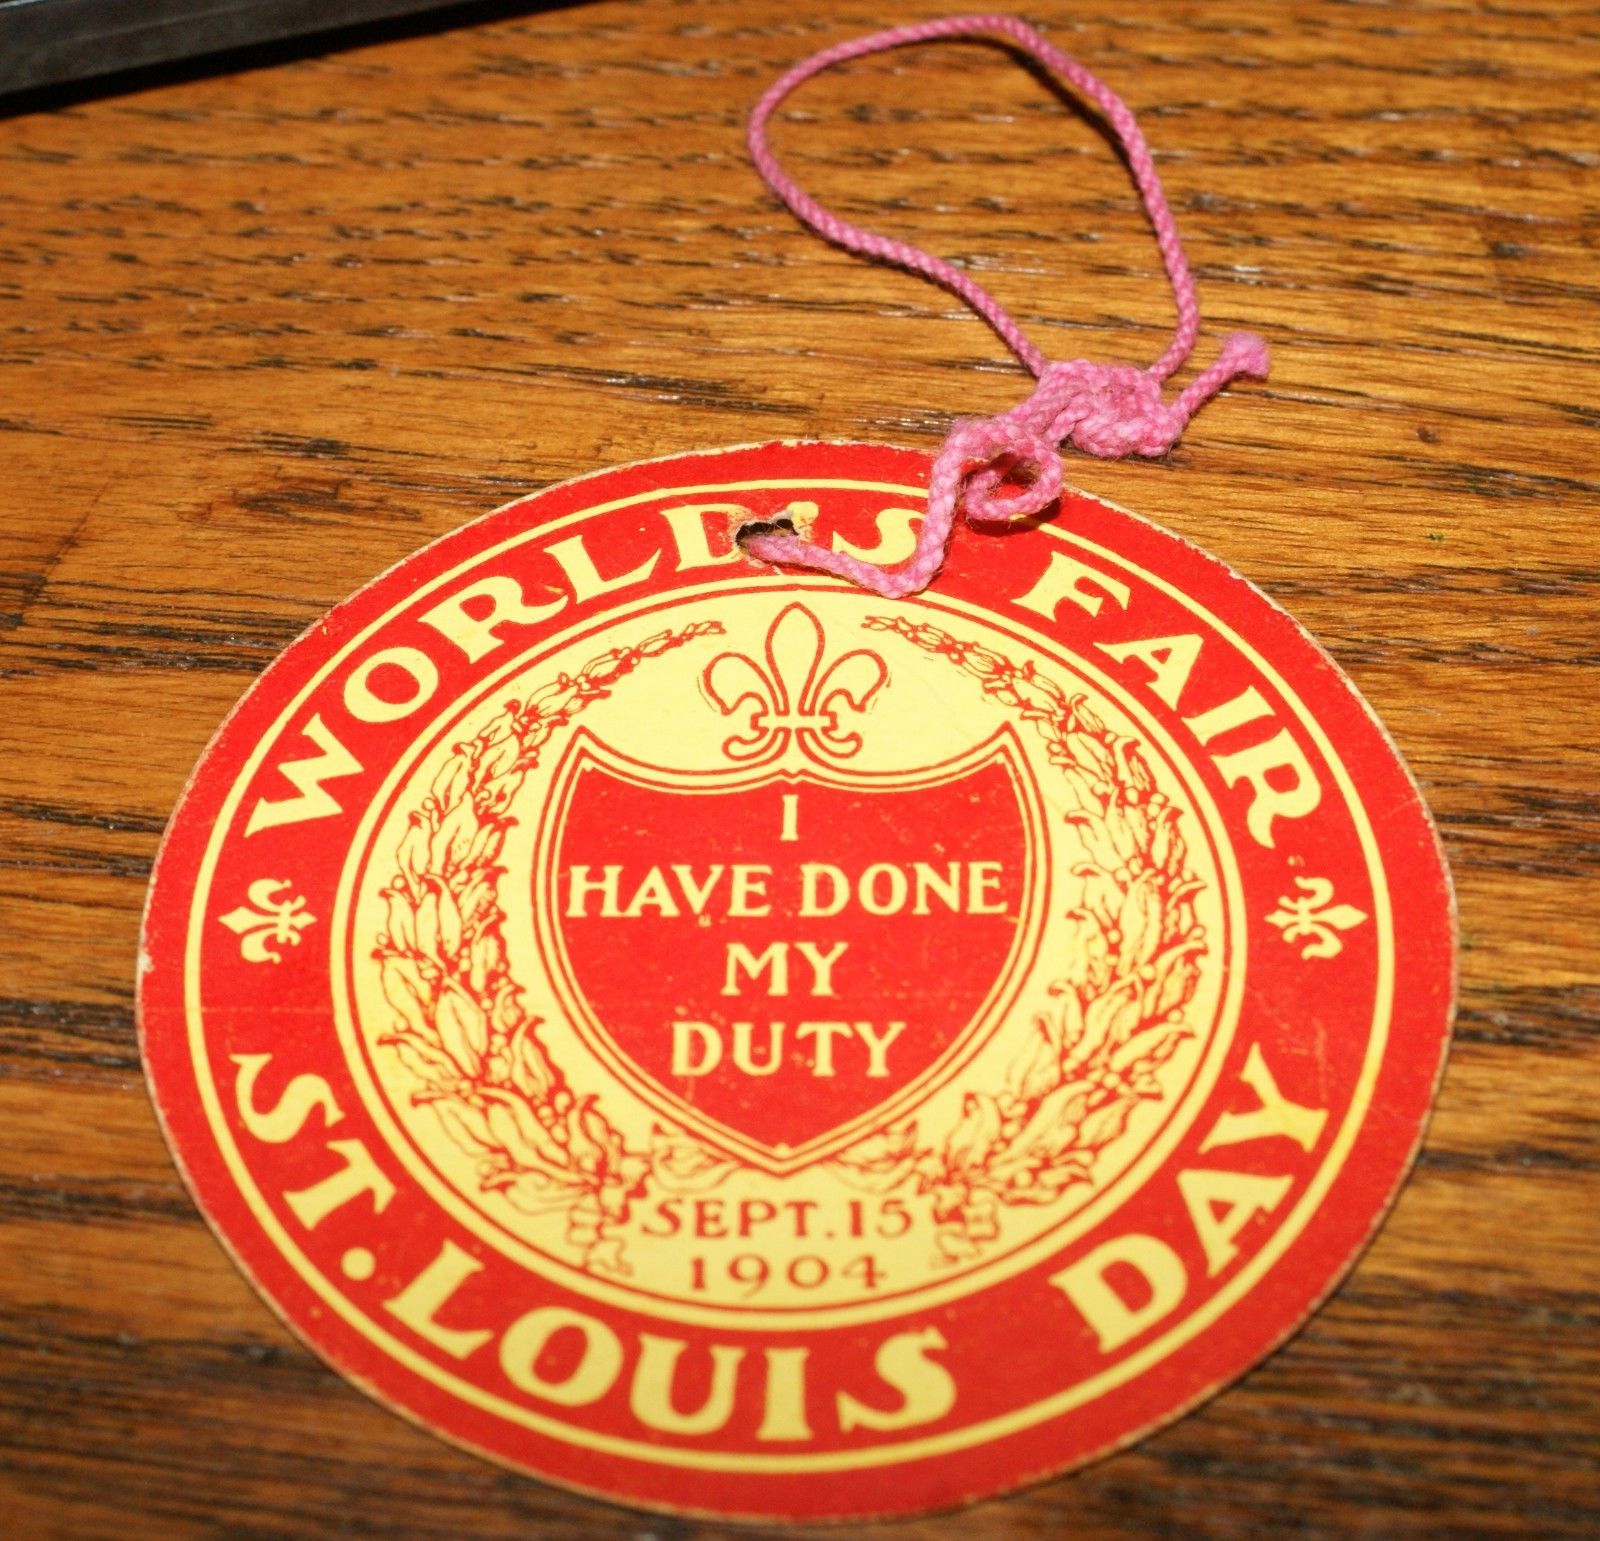 WORLD'S FAIR
I
HAVE DONE
MY
DUTY
SEPT. 15
1904
ST. LOUIS DAY